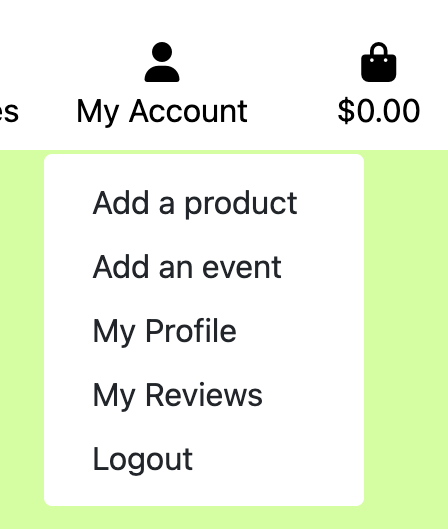 My Account $0.00
Add a product
Add an event
My Profile
My Reviews
Logout